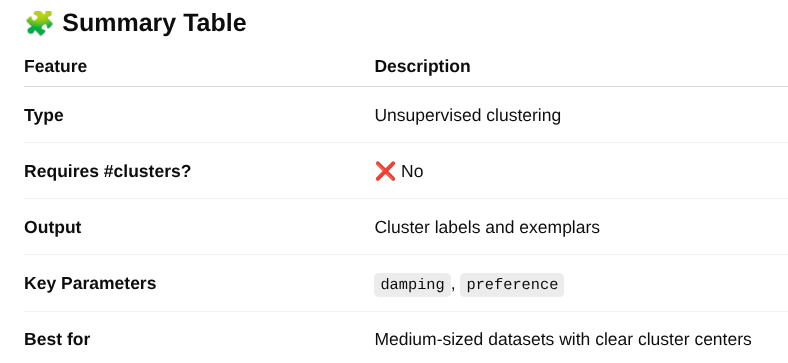 🧩 Summary Table
Feature Description
Type Unsupervised clustering
Requires #clusters? ❌ No
Output Cluster labels and exemplars
Key Parameters damping, preference
Best for Medium-sized datasets with clear cluster centers